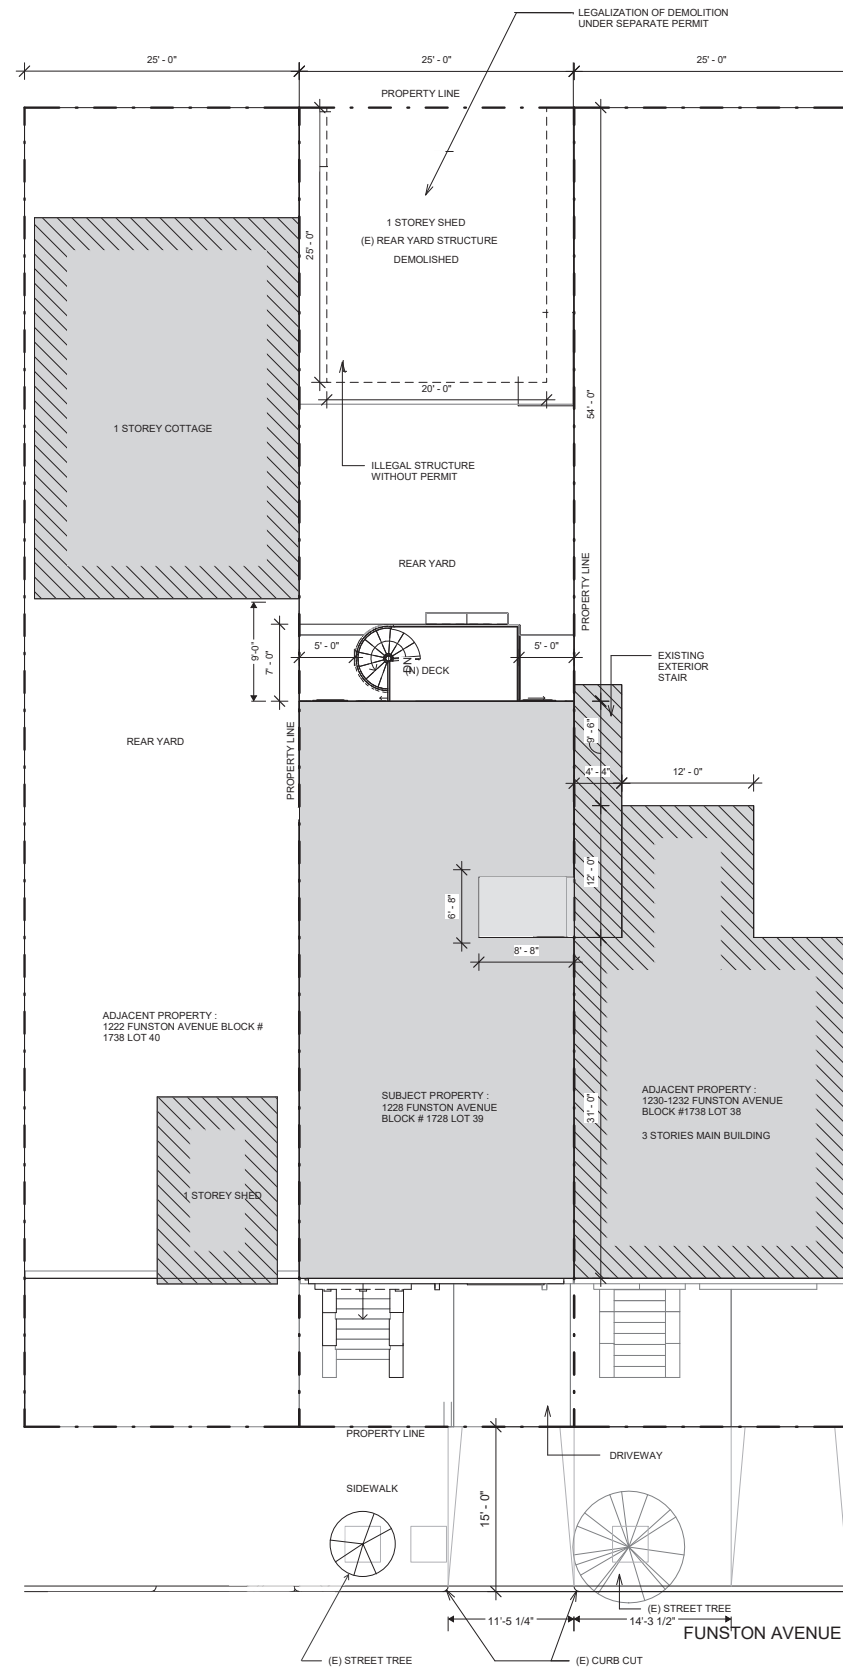 LEGALIZATION OF DEMOLITION
UNDER SEPARATE PERMIT
25' - 0"
25' - 0"
25' - 0"
PROPERTY LINE
1 STOREY SHED
(E) REAR YARD STRUCTURE
DEMOLISHED
25' - 0"
20' - 0"
54' - 0"
1 STOREY COTTAGE
ILLEGAL STRUCTURE
WITHOUT PERMIT
REAR YARD
PROPERTY LINE
9'-0"
7' - 0"
5' - 0"
DN
(N) DECK
5' - 0"
EXISTING
EXTERIOR
STAIR
REAR YARD
PROPERTY LINE
9' - 6"
4' - 4"
12' - 0"
12' - 0"
6' - 8"
8' - 8"
ADJACENT PROPERTY :
1222 FUNSTON AVENUE BLOCK #
1738 LOT 40
SUBJECT PROPERTY :
1228 FUNSTON AVENUE
BLOCK # 1728 LOT 39
31' - 0"
ADJACENT PROPERTY :
1230-1232 FUNSTON AVENUE
BLOCK #1738 LOT 38
3 STORIES MAIN BUILDING
1 STOREY SHED
PROPERTY LINE
DRIVEWAY
SIDEWALK
15' - 0"
(E) STREET TREE
11'-5 1/4"
14'-3 1/2"
FUNSTON AVENUE
(E) STREET TREE
(E) CURB CUT